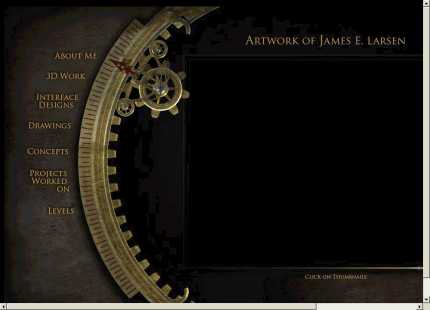 Artwork of James E. Larsen
About Me
3D Work
Interface
Designs
Drawings
Concepts
Projects
Worked
on
Levels
Click on Thumbnails